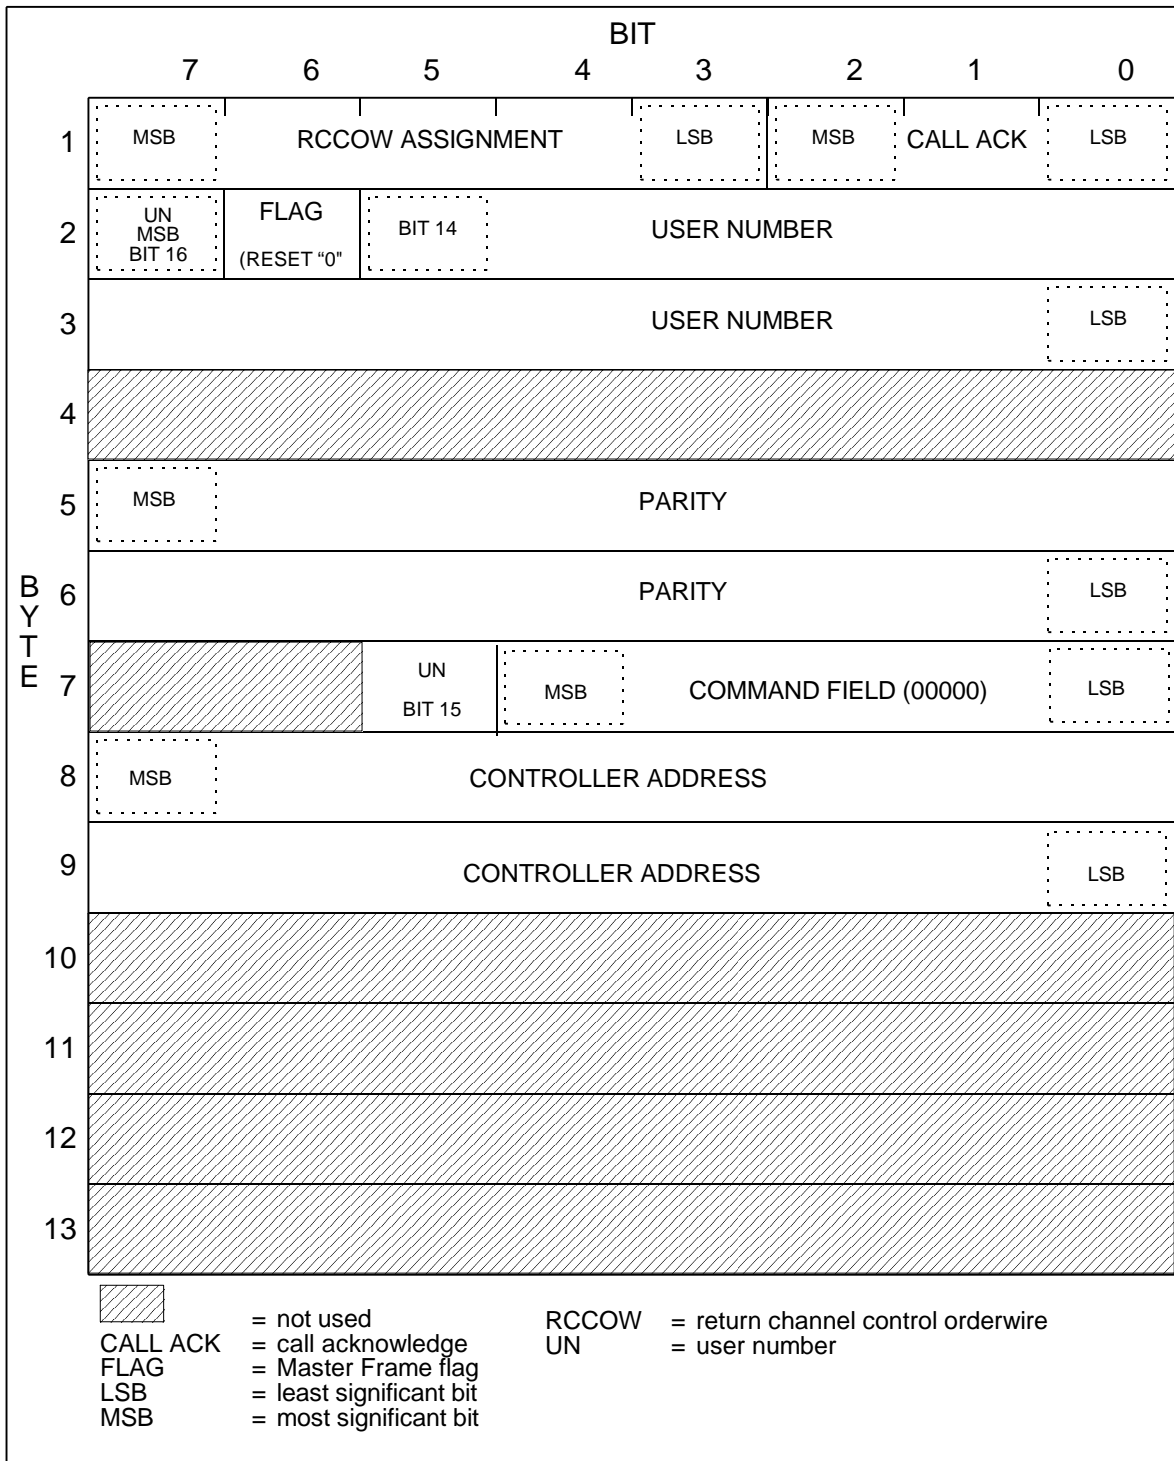 BIT
7 6 5 4 3 2 1 0
BYTE
1 MSB RCCOW ASSIGNMENT LSB MSB CALL ACK LSB
2 UN MSB BIT 16 FLAG (RESET “0" BIT 14 USER NUMBER
3 USER NUMBER LSB
4
5 MSB PARITY
6 PARITY LSB
7 UN BIT 15 MSB COMMAND FIELD (00000) LSB
8 MSB CONTROLLER ADDRESS
9 CONTROLLER ADDRESS LSB
10
11
12
13
= not used
CALL ACK = call acknowledge
FLAG = Master Frame flag
LSB = least significant bit
MSB = most significant bit
RCCOW = return channel control orderwire
UN = user number